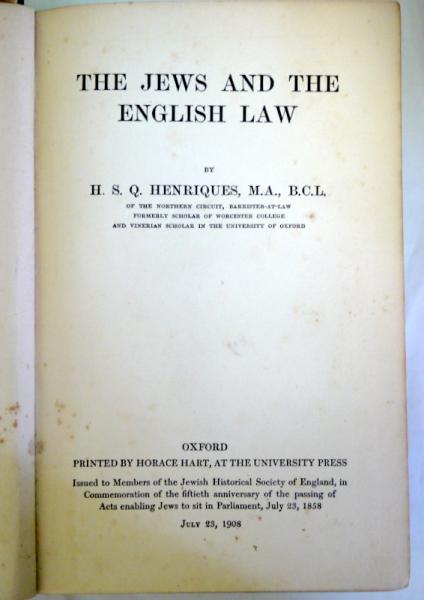 THE JEWS AND THE
ENGLISH LAW
BY
H. S. Q. HENRIQUES, M.A., B.C.L.
OF THE NORTHERN CIRCUIT, BARRISTER-AT-LAW
FORMERLY SCHOLAR OF WORCESTER COLLEGE
AND VINERIAN SCHOLAR IN THE UNIVERSITY OF OXFORD
OXFORD
PRINTED BY HORACE HART, AT THE UNIVERSITY PRESS
Issued to Members of the Jewish Historical Society of England, in
Commemoration of the fiftieth anniversary of the passing of
Acts enabling Jews to sit in Parliament, July 23, 1858
July 23, 1908